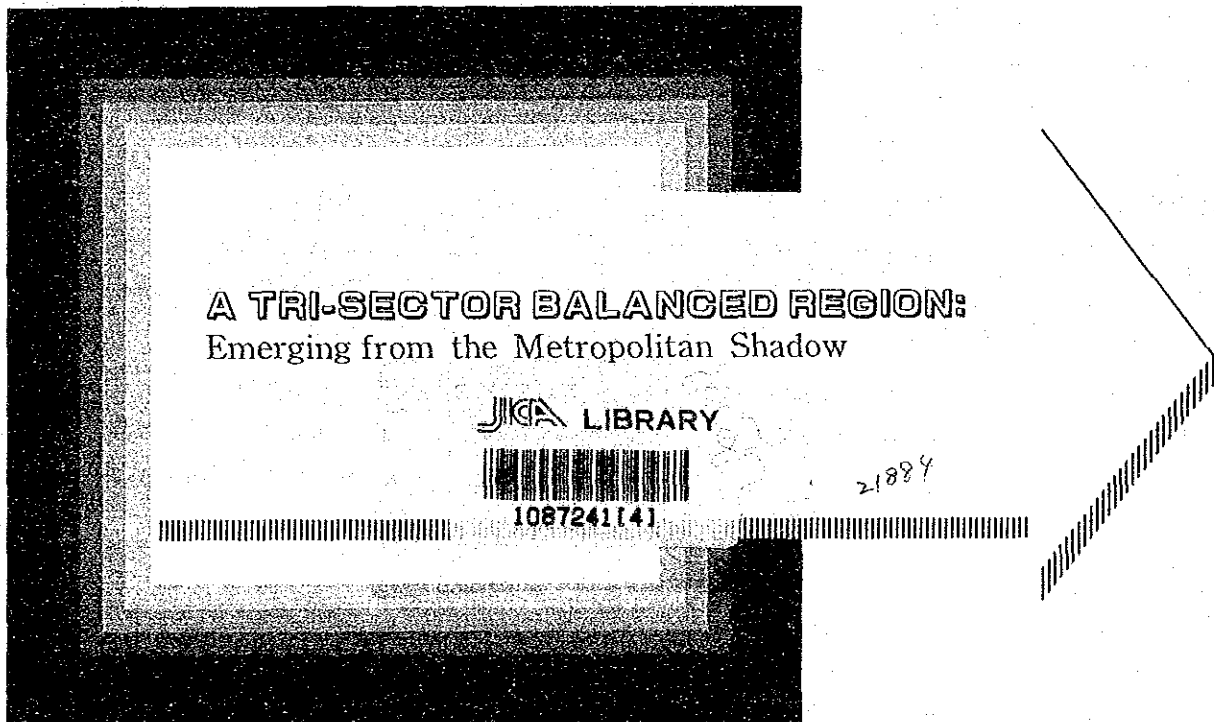 A TRI-SECTOR BALANCED REGION:
Emerging from the Metropolitan Shadow
JICA LIBRARY
1087241[4]
21884